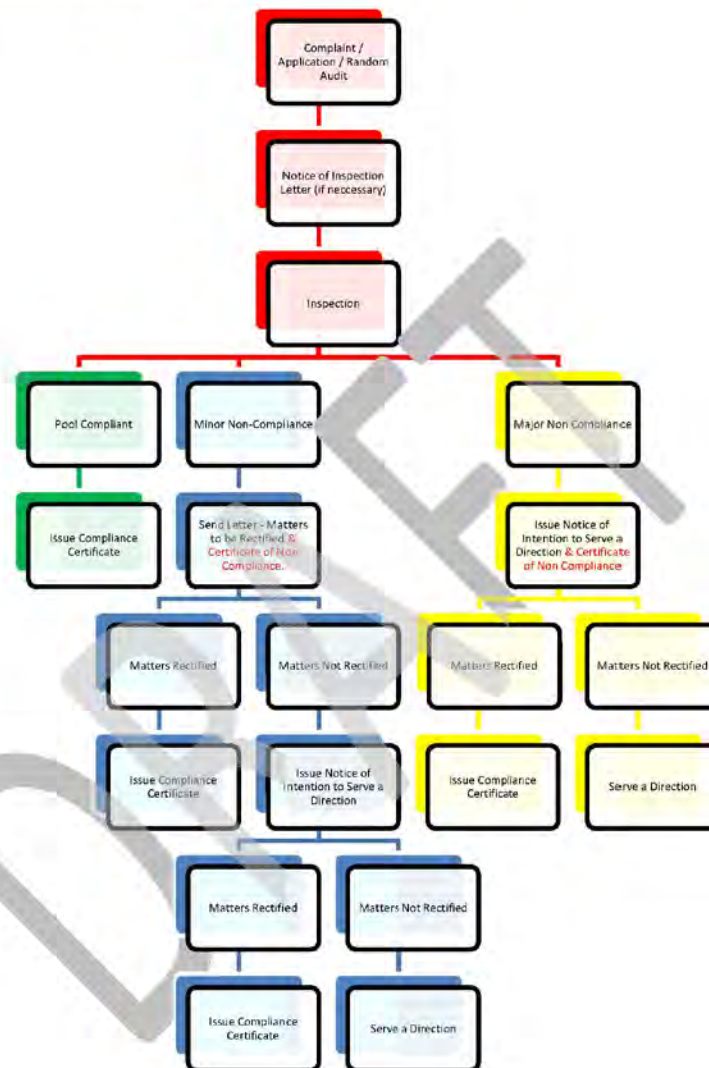 Complaint /
Application / Random
Audit
Notice of Inspection
Letter (if neccessary)
Inspection
Pool Compliant
Minor Non-Compliance
Major Non Compliance
Issue Compliance
Certificate
Send Letter - Matters
to be Rectified &
Certificate of Non
Compliance.
Issue Notice of
Intention to Serve a
Direction & Certificate
of Non Compliance
Matters Rectified
Matters Not Rectified
Matters Rectified
Matters Not Rectified
Issue Compliance
Certificate
Issue Notice of
Intention to Serve a
Direction
Issue Compliance
Certificate
Serve a Direction
Matters Rectified
Matters Not Rectified
Issue Compliance
Certificate
Serve a Direction
DRAFT